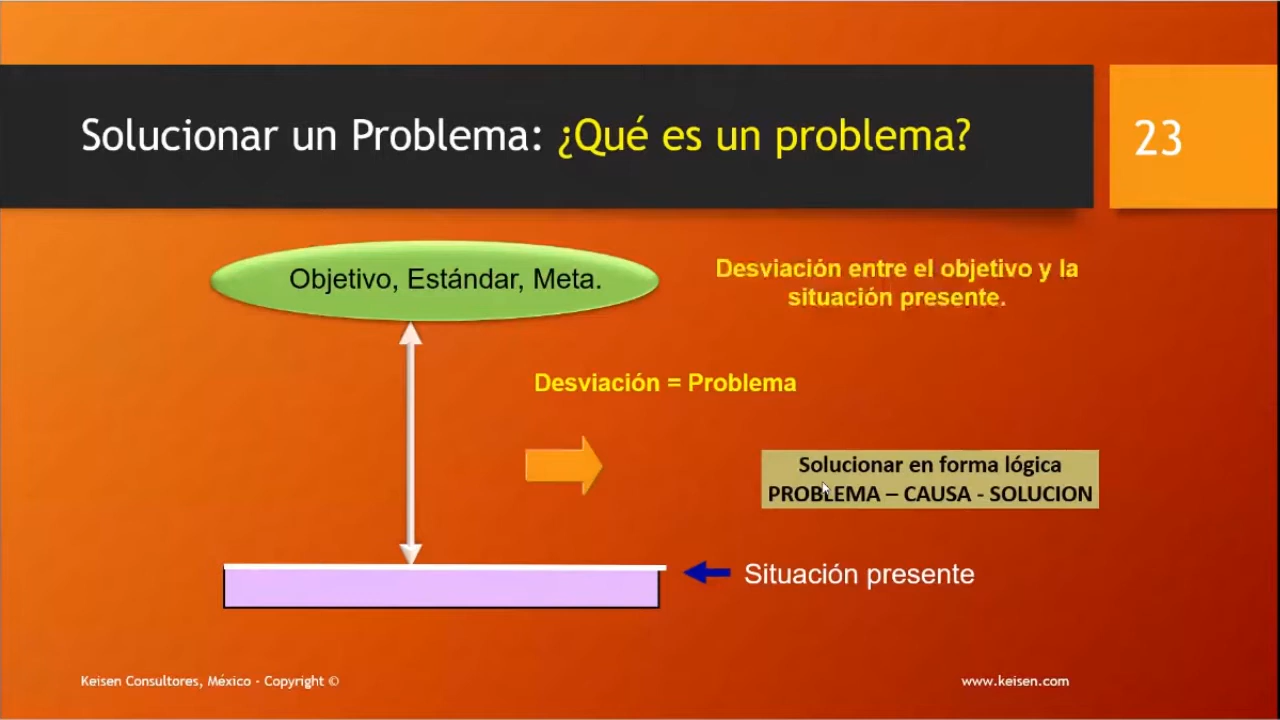 Solucionar un Problema: ¿Qué es un problema?
23
Objetivo, Estándar, Meta.
Desviación entre el objetivo y la
situación presente.
Desviación = Problema
Solucionar en forma lógica
PROBLEMA – CAUSA - SOLUCION
Situación presente
Keisen Consultores, México - Copyright ©
www.keisen.com